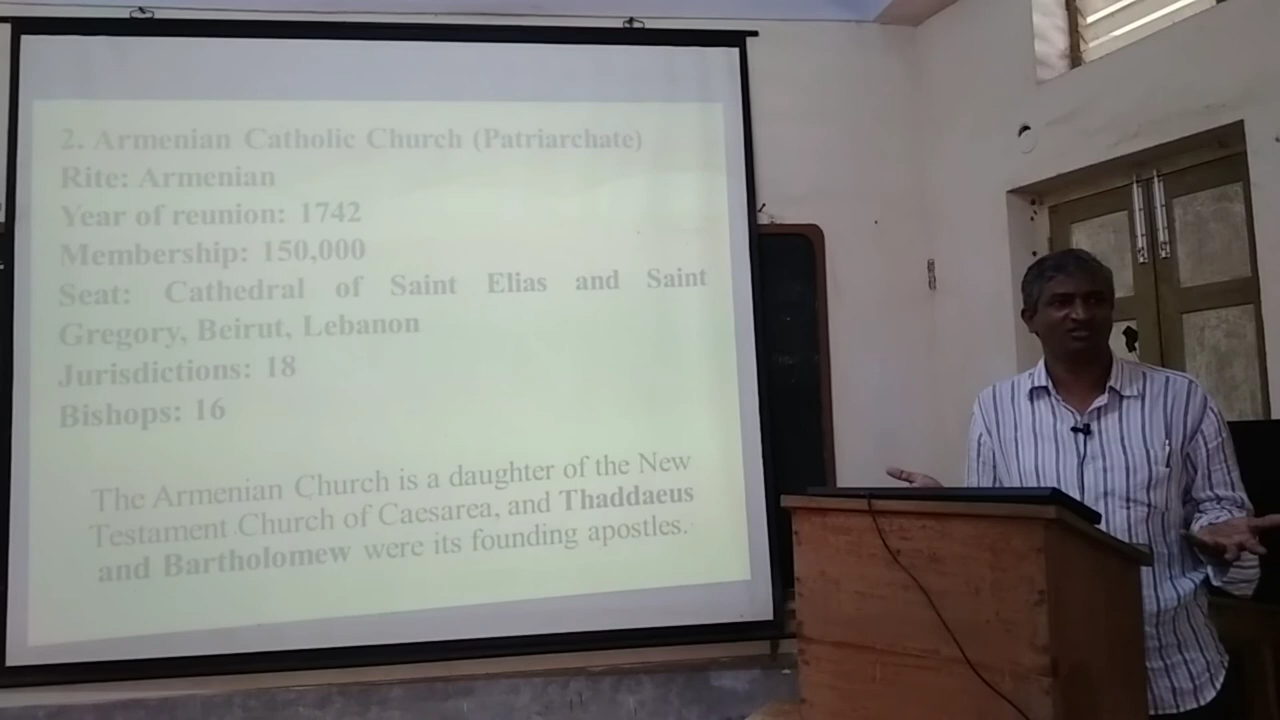 2. Armenian Catholic Church (Patriarchate)
Rite: Armenian
Year of reunion: 1742
Membership: 150,000
Seat: Cathedral of Saint Elias and Saint
Gregory, Beirut, Lebanon
Jurisdictions: 18
Bishops: 16
The Armenian Church is a daughter of the New
Testament Church of Caesarea, and Thaddaeus
and Bartholomew were its founding apostles.